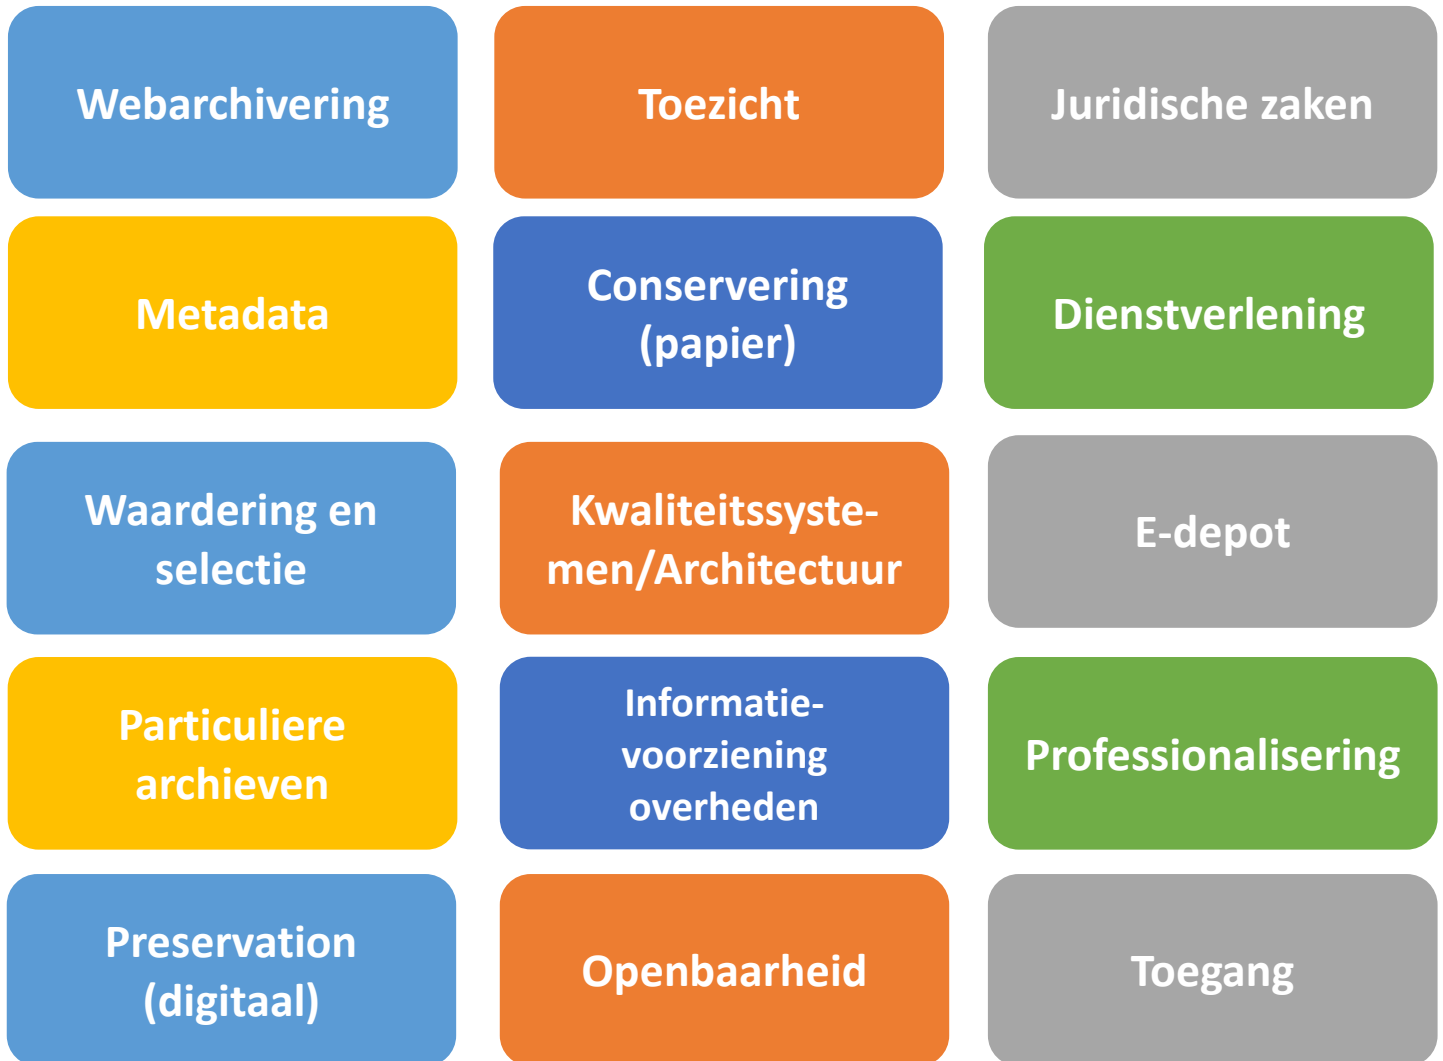 Webarchivering
Toezicht
Juridische zaken
Metadata
Conservering
(papier)
Dienstverlening
Waardering en
selectie
Kwaliteitssyste-
men/Architectuur
E-depot
Particuliere
archieven
Informatie-
voorziening
overheden
Professionalisering
Preservation
(digitaal)
Openbaarheid
Toegang